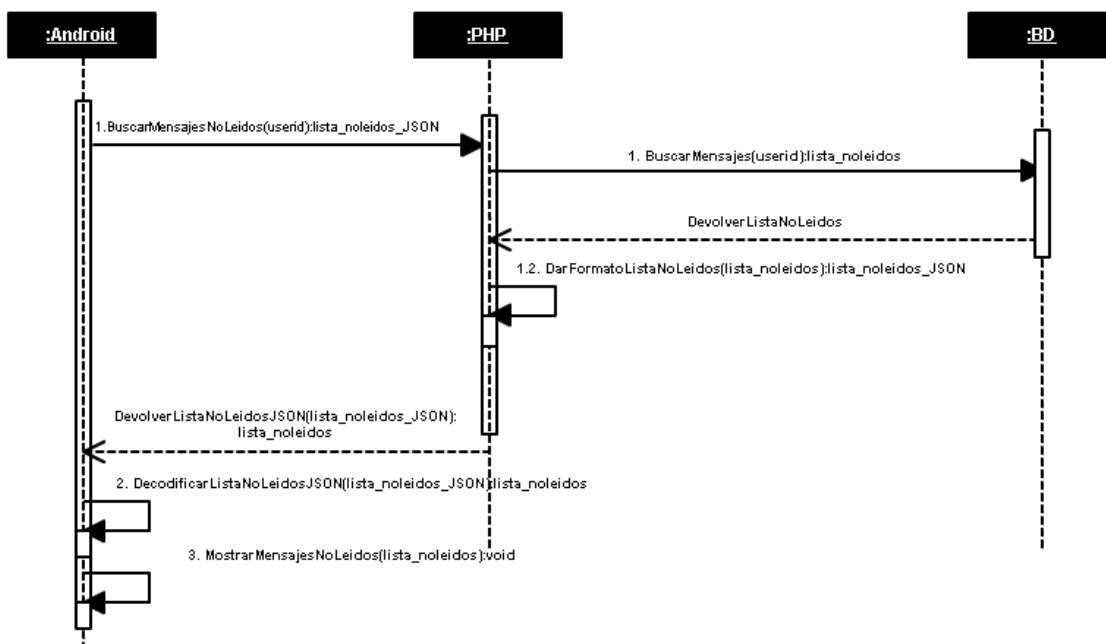 :Android
:PHP
:BD
1.BuscarMensajesNoLeidos(userid):lista_noleidos_JSON
1. BuscarMensajes(userid):lista_noleidos
DevolverListaNoLeidos
1.2. DarFormatoListaNoLeidos(lista_noleidos):lista_noleidos_JSON
DevolverListaNoLeidosJSON(lista_noleidos_JSON):
lista_noleidos
2. DecodificarListaNoLeidosJSON(lista_noleidos_JSON):lista_noleidos
3. MostrarMensajesNoLeidos(lista_noleidos):void